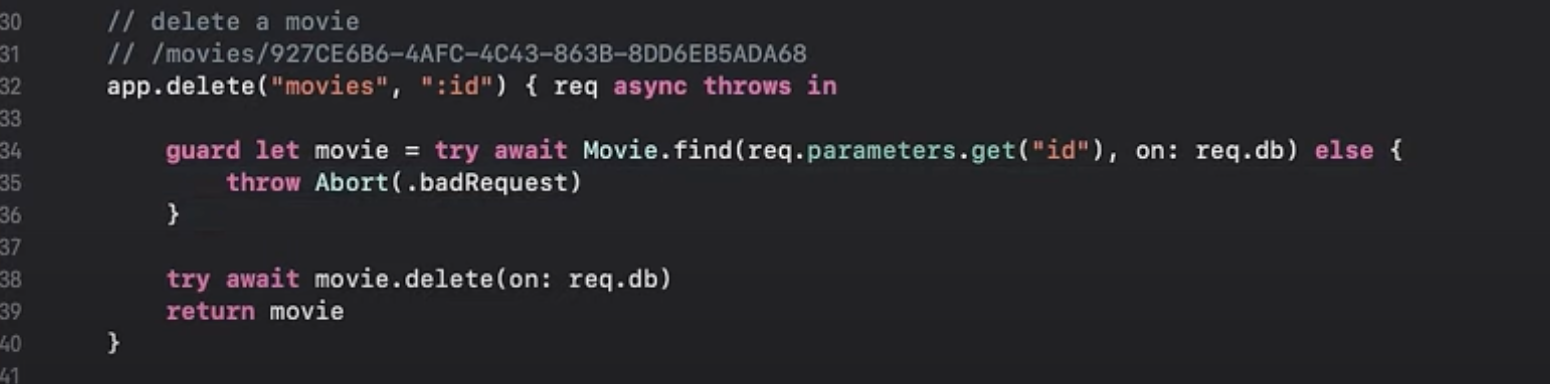 30 // delete a movie
31 // /movies/927CE6B6-4AFC-4C43-863B-8DD6EB5ADA68
32 app.delete("movies", ":id") { req async throws in
33
34 guard let movie = try await Movie.find(req.parameters.get("id"), on: req.db) else {
35 throw Abort(.badRequest)
36 }
37
38 try await movie.delete(on: req.db)
39 return movie
40 }
41